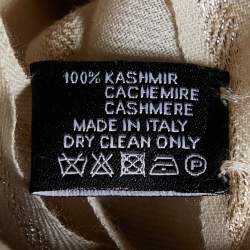 100% KASHMIR
CACHEMIRE
CASHMERE
MADE IN ITALY
DRY CLEAN ONLY
P